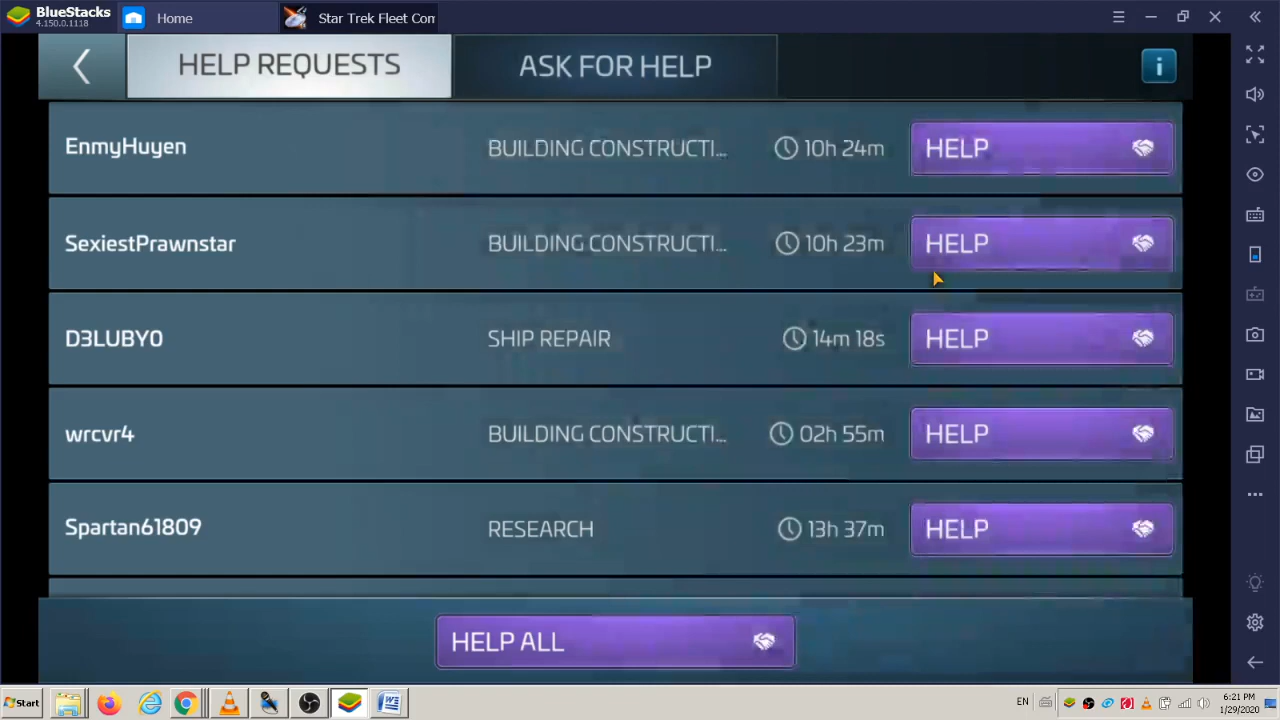 BlueStacks
4.150.0.1118
Home
Star Trek Fleet Con
HELP REQUESTS
ASK FOR HELP
i
EnmyHuyen BUILDING CONSTRUCTI... 10h 24m HELP
SexiestPrawnstar BUILDING CONSTRUCTI... 10h 23m HELP
D3LUBY0 SHIP REPAIR 14m 18s HELP
wrcvr4 BUILDING CONSTRUCTI... 02h 55m HELP
Spartan61809 RESEARCH 13h 37m HELP
HELP ALL
Start
EN
6:21 PM
1/29/2020